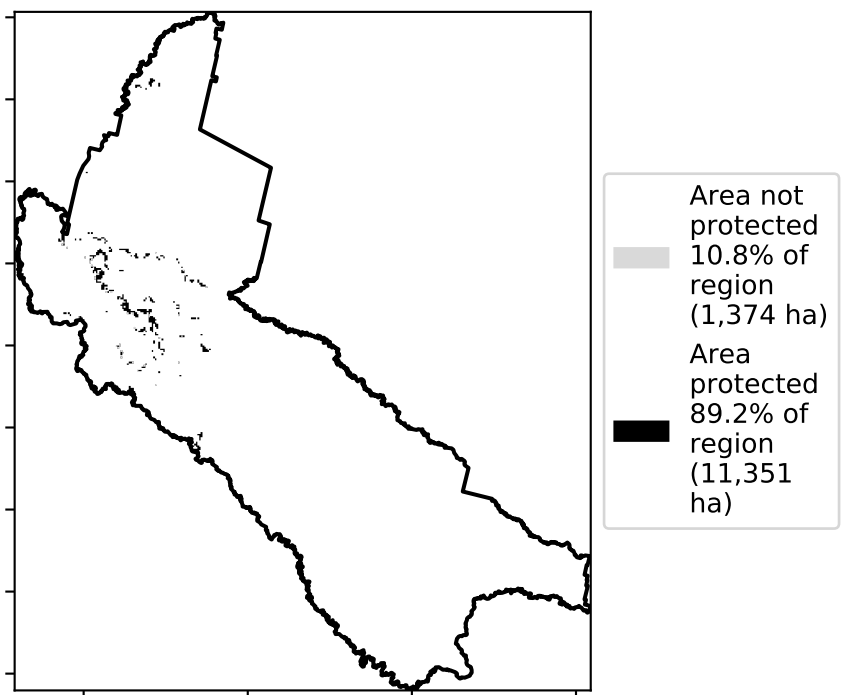 Area not
protected
10.8% of
region
(1,374 ha)
Area
protected
89.2% of
region
(11,351
ha)